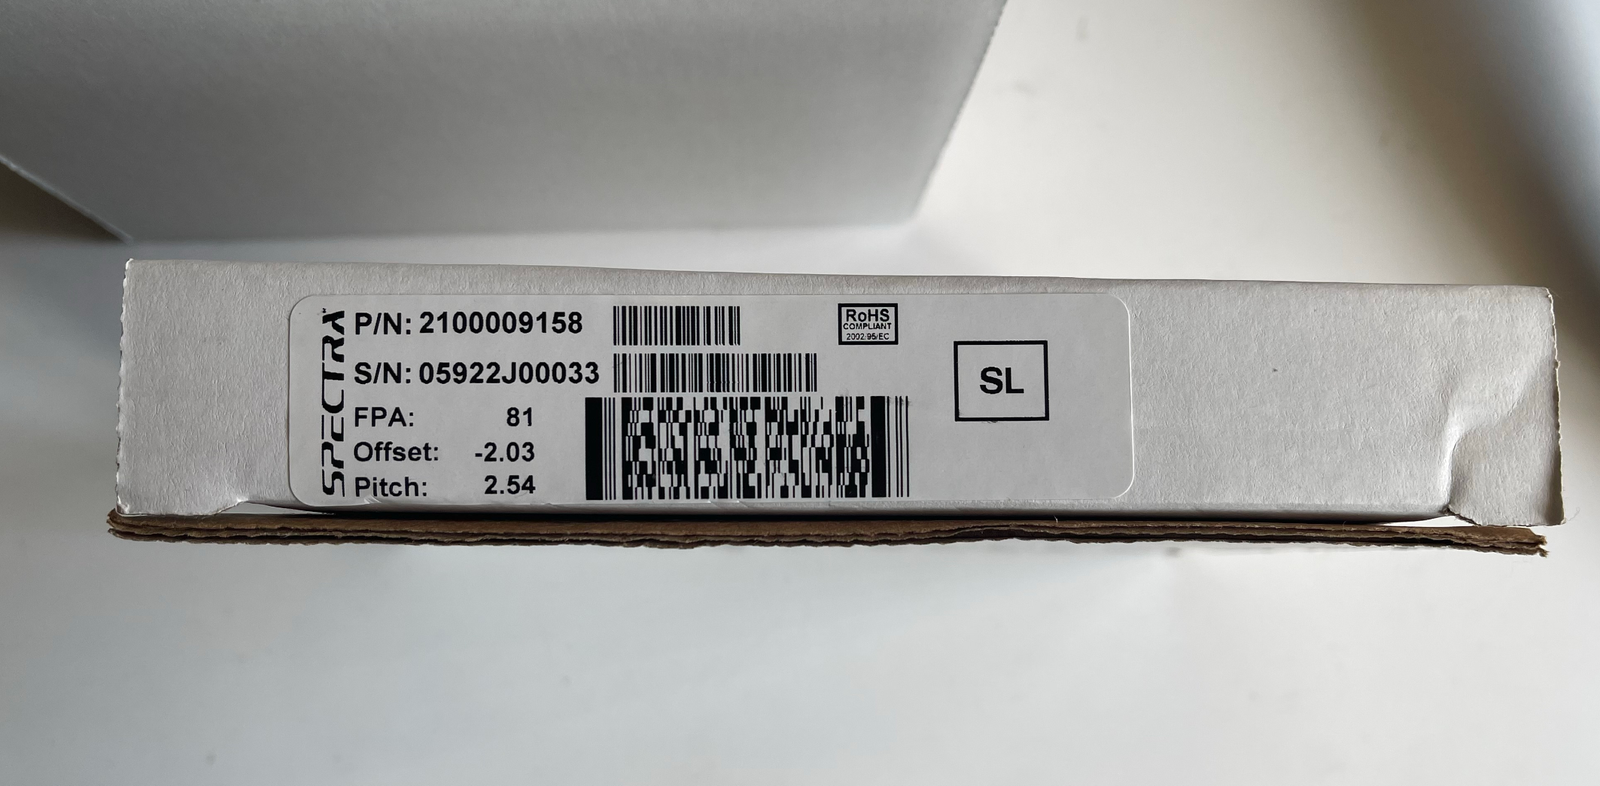 SPECTRA
P/N: 2100009158
S/N: 05922J00033
FPA: 81
Offset: -2.03
Pitch: 2.54
RoHS
COMPLIANT
2002/95/EC
SL